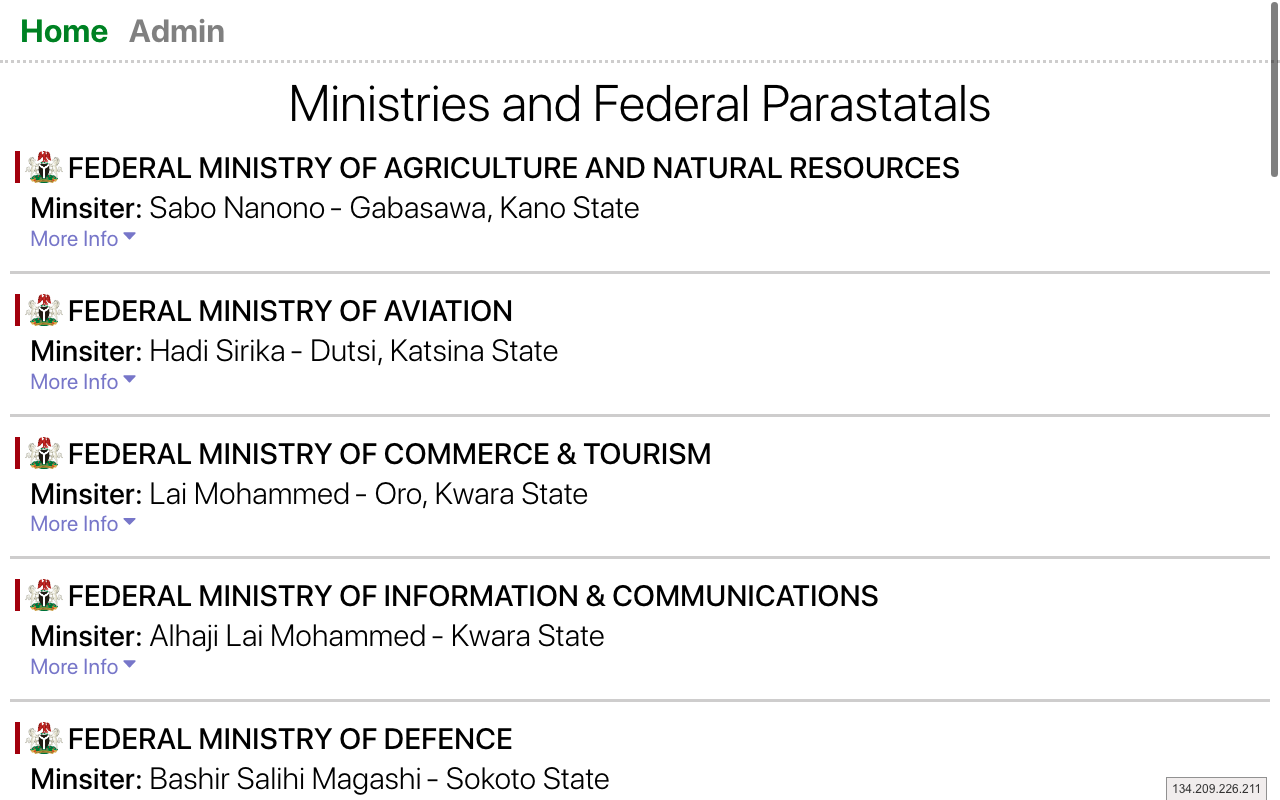 Home Admin
Ministries and Federal Parastatals
FEDERAL MINISTRY OF AGRICULTURE AND NATURAL RESOURCES
Minsiter: Sabo Nanono - Gabasawa, Kano State
More Info
FEDERAL MINISTRY OF AVIATION
Minsiter: Hadi Sirika - Dutsi, Katsina State
More Info
FEDERAL MINISTRY OF COMMERCE & TOURISM
Minsiter: Lai Mohammed - Oro, Kwara State
More Info
FEDERAL MINISTRY OF INFORMATION & COMMUNICATIONS
Minsiter: Alhaji Lai Mohammed - Kwara State
More Info
FEDERAL MINISTRY OF DEFENCE
Minsiter: Bashir Salihi Magashi - Sokoto State
134.209.226.211